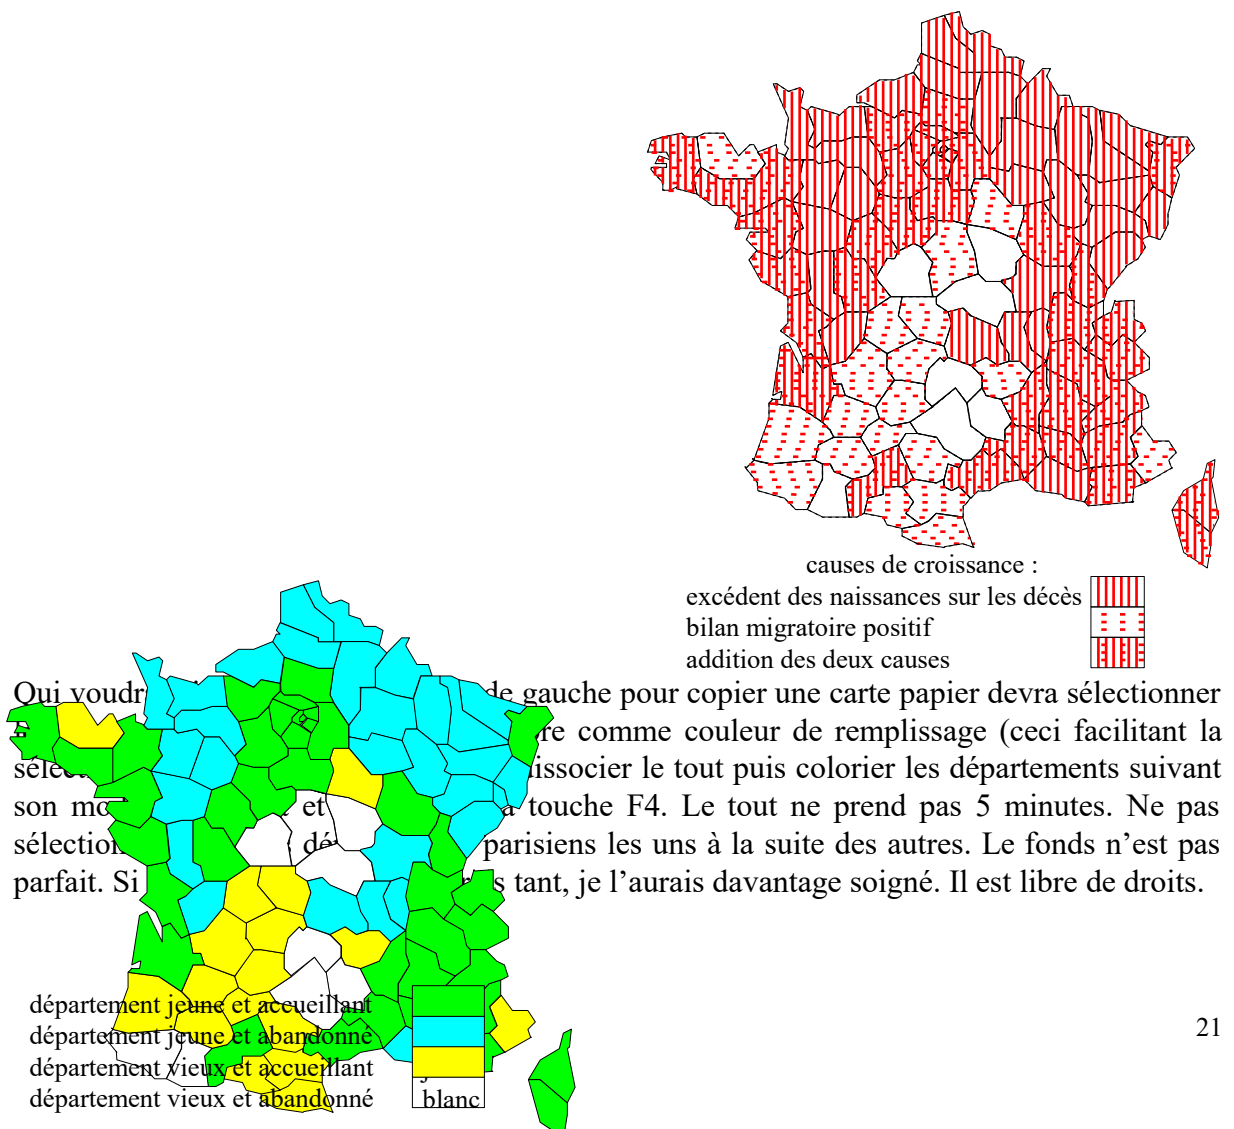 causes de croissance :
excédent des naissances sur les décès
bilan migratoire positif
addition des deux causes
Qui voudr de gauche pour copier une carte papier devra sélectionner
comme couleur de remplissage (ceci facilitant la
dissocier le tout puis colorier les départements suivant
son et touche F4. Le tout ne prend pas 5 minutes. Ne pas
parisiens les uns à la suite des autres. Le fonds n’est pas
parfait. Si tant, je l’aurais davantage soigné. Il est libre de droits.
département jeune et accueillant
département jeune et abandonné
département vieux et accueillant
département vieux et abandonné
blanc
21